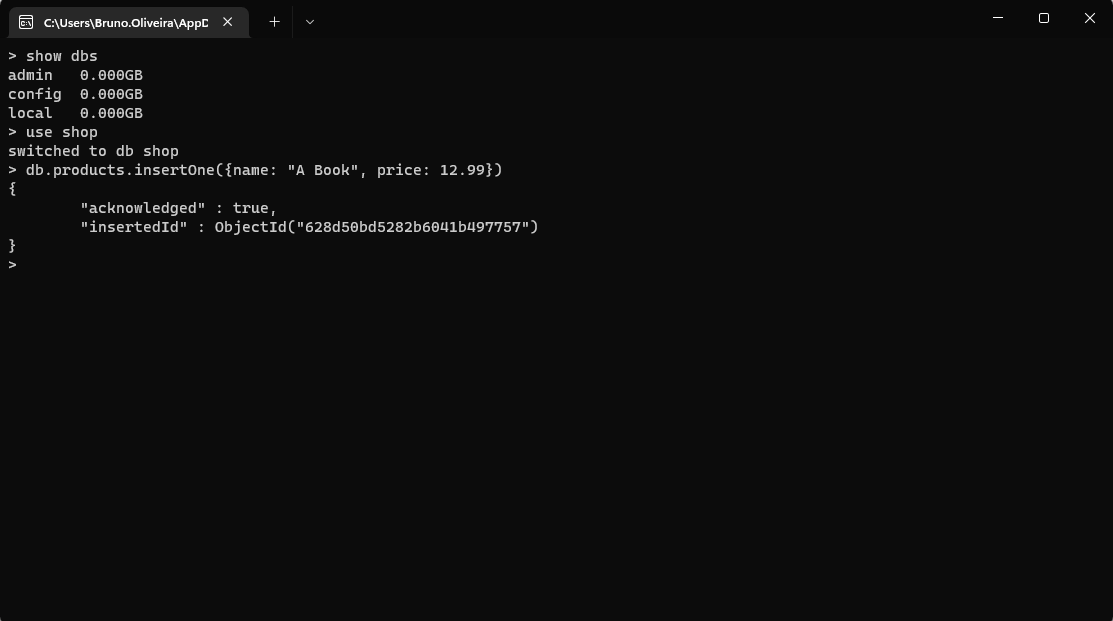 C:\Users\Bruno.Oliveira\AppD
> show dbs
admin   0.000GB
config  0.000GB
local   0.000GB
> use shop
switched to db shop
> db.products.insertOne({name: "A Book", price: 12.99})
{
        "acknowledged" : true,
        "insertedId" : ObjectId("628d50bd5282b6041b497757")
}
>